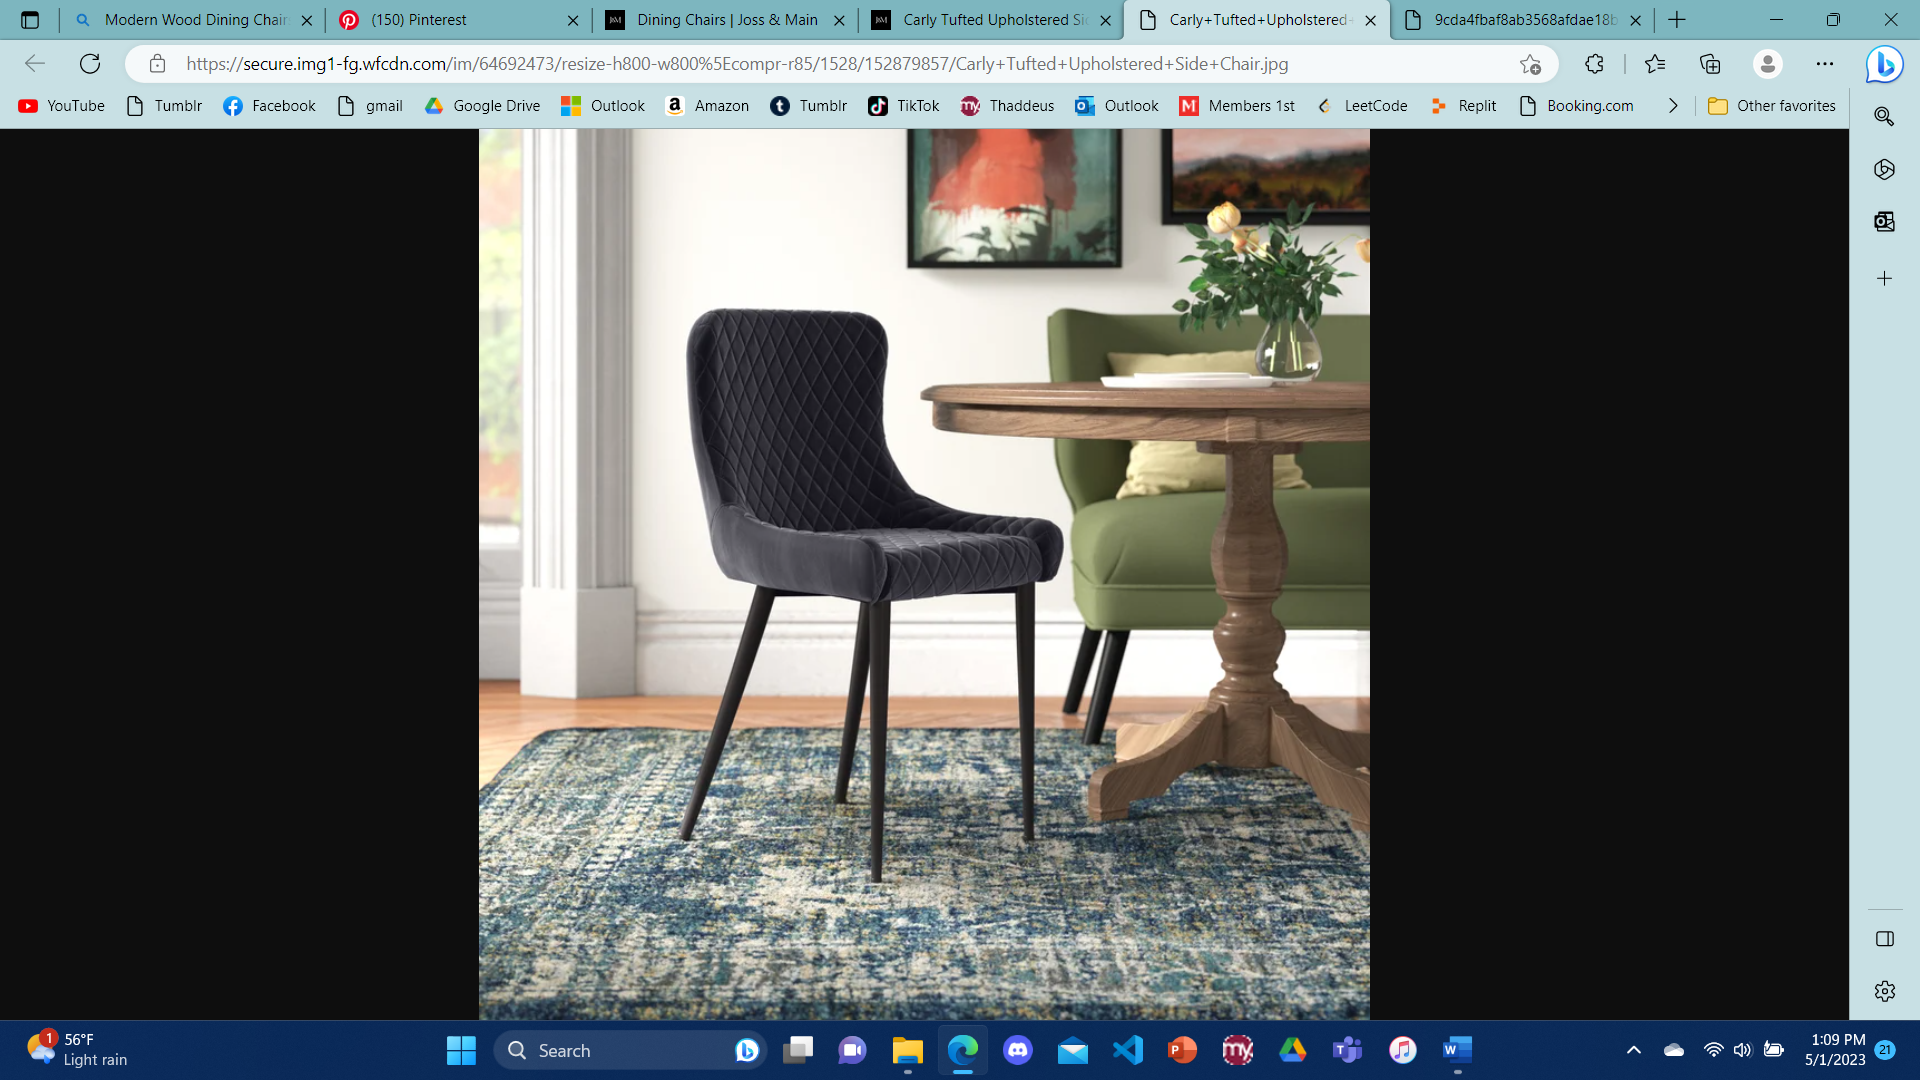 Modern Wood Dining Chair
(150) Pinterest
Dining Chairs | Joss & Main
Carly Tufted Upholstered Si
Carly+Tufted+Upholstered+
9cda4fbaf8ab3568afdae18b
https://secure.img1-fg.wfcdn.com/im/64692473/resize-h800-w800%5Ecompr-r85/1528/152879857/Carly+Tufted+Upholstered+Side+Chair.jpg
YouTube
Tumblr
Facebook
gmail
Google Drive
Outlook
Amazon
Tumblr
TikTok
Thaddeus
Outlook
Members 1st
LeetCode
Replit
Booking.com
Other favorites
1
56°F
Light rain
Search
1:09 PM
5/1/2023
21